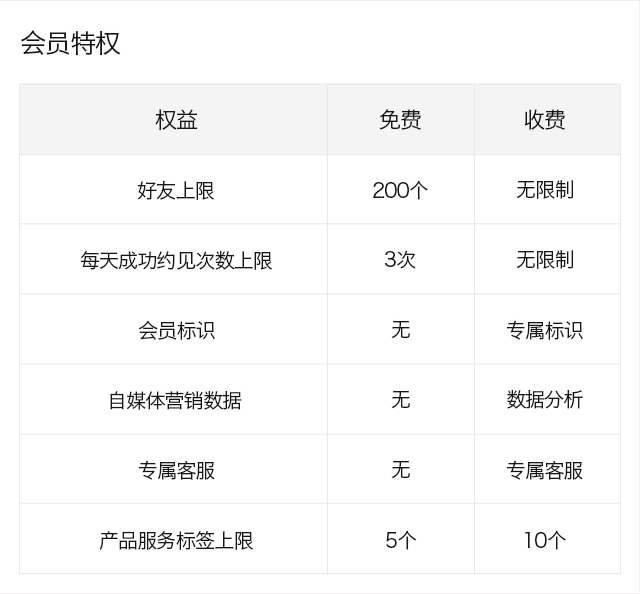 会员特权
权益 免费 收费
好友上限 200个 无限制
每天成功约见次数上限 3次 无限制
会员标识 无 专属标识
自媒体营销数据 无 数据分析
专属客服 无 专属客服
产品服务标签上限 5个 10个